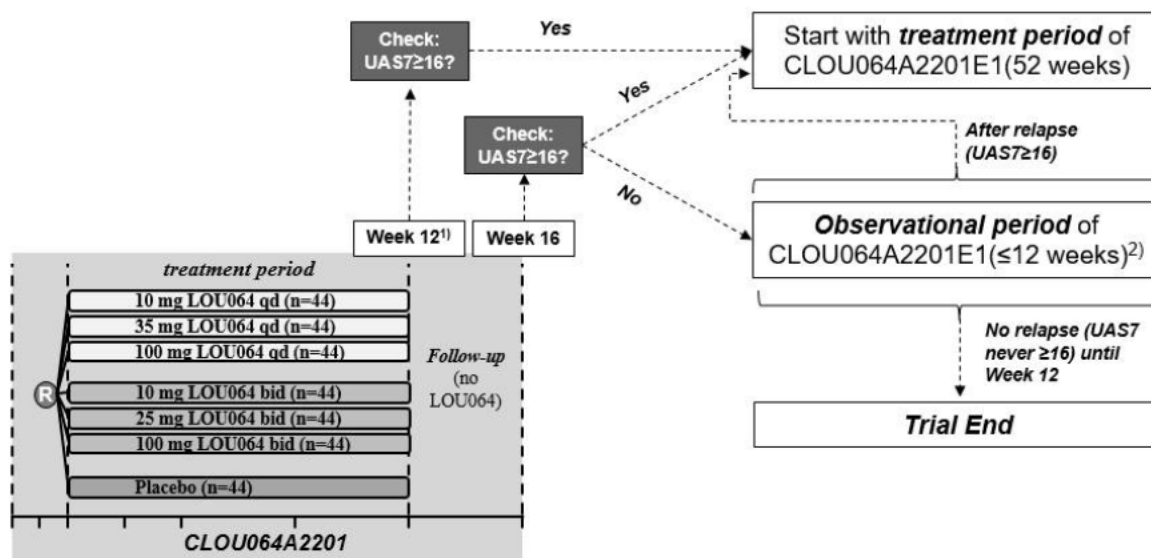 Check:
UAS7≥16?
Yes
Start with treatment period of
CLOU064A2201E1(52 weeks)
Check:
UAS7≥16?
Yes
No
After relapse
(UAS7≥16)
Week 12¹⁾
Week 16
Observational period of
CLOU064A2201E1(≤12 weeks)²⁾
treatment period
10 mg LOU064 qd (n=44)
35 mg LOU064 qd (n=44)
100 mg LOU064 qd (n=44)
R
10 mg LOU064 bid (n=44)
25 mg LOU064 bid (n=44)
100 mg LOU064 bid (n=44)
Placebo (n=44)
Follow-up
(no
LOU064)
No relapse (UAS7
never ≥16) until
Week 12
Trial End
CLOU064A2201